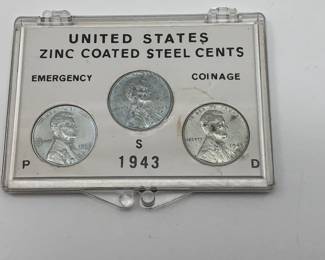 UNITED STATES
ZINC COATED STEEL CENTS
EMERGENCY COINAGE
S
P D
1943